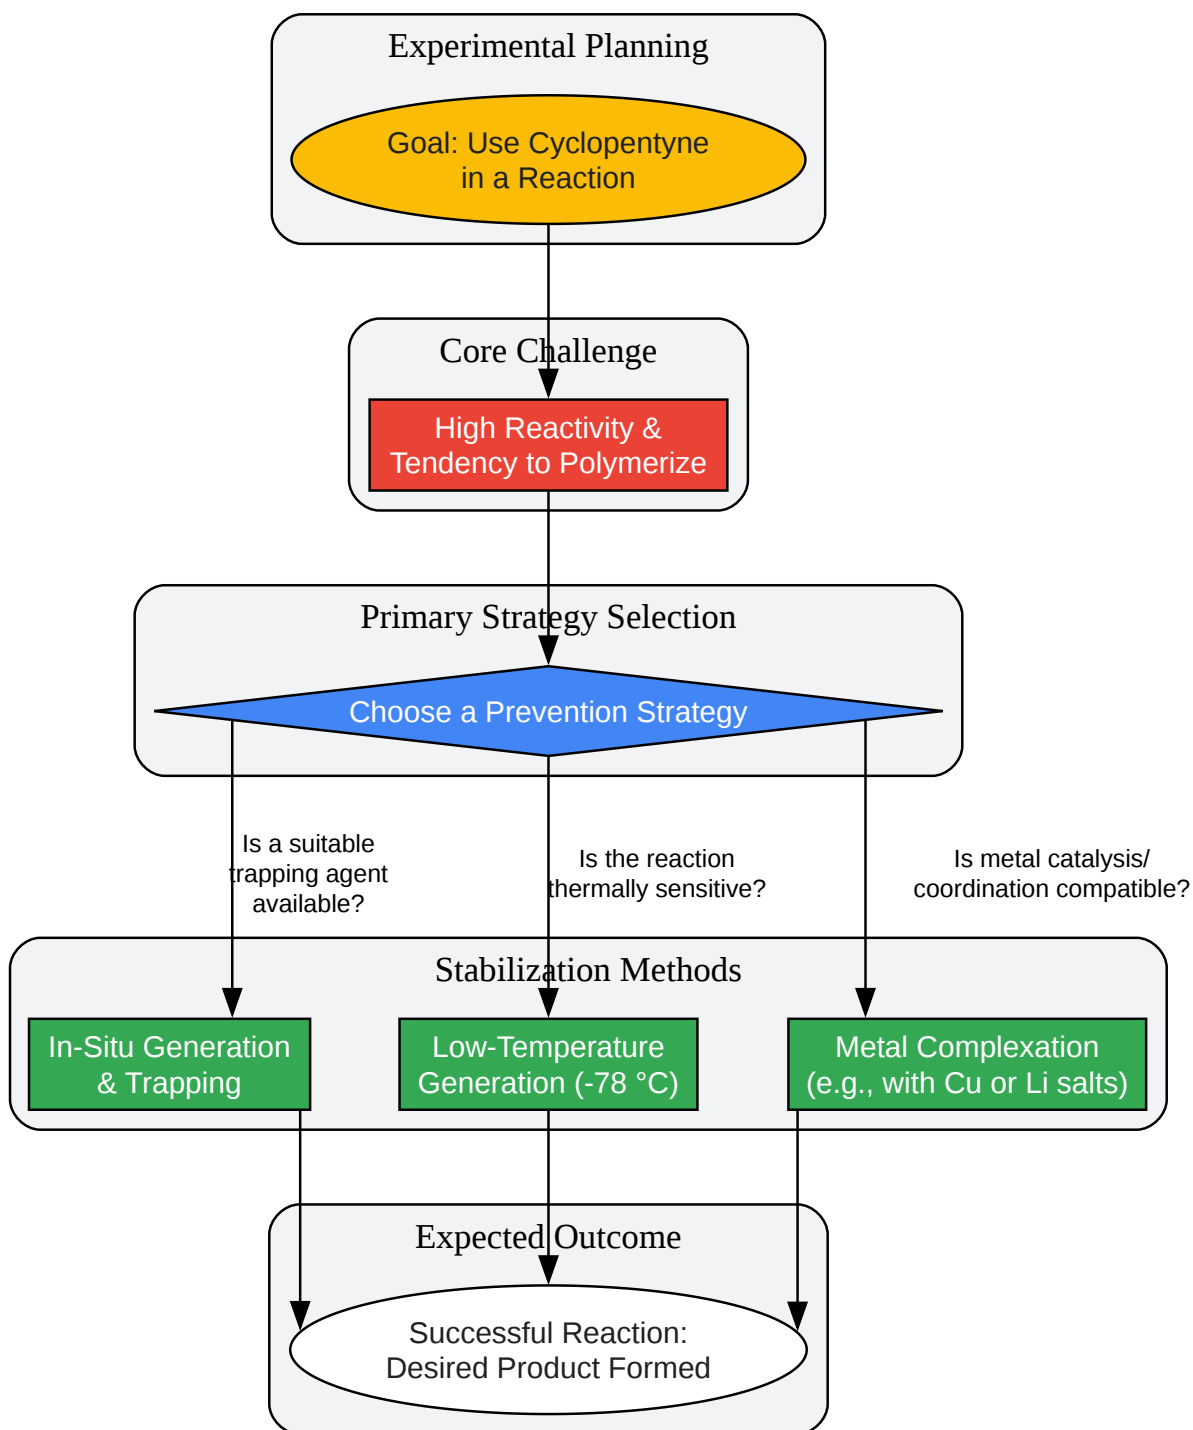 Experimental Planning
Goal: Use Cyclopentyne
in a Reaction
Core Challenge
High Reactivity &
Tendency to Polymerize
Primary Strategy Selection
Choose a Prevention Strategy
Is a suitable
trapping agent
available?
Is the reaction
thermally sensitive?
Is metal catalysis/
coordination compatible?
Stabilization Methods
In-Situ Generation
& Trapping
Low-Temperature
Generation (-78 °C)
Metal Complexation
(e.g., with Cu or Li salts)
Expected Outcome
Successful Reaction:
Desired Product Formed